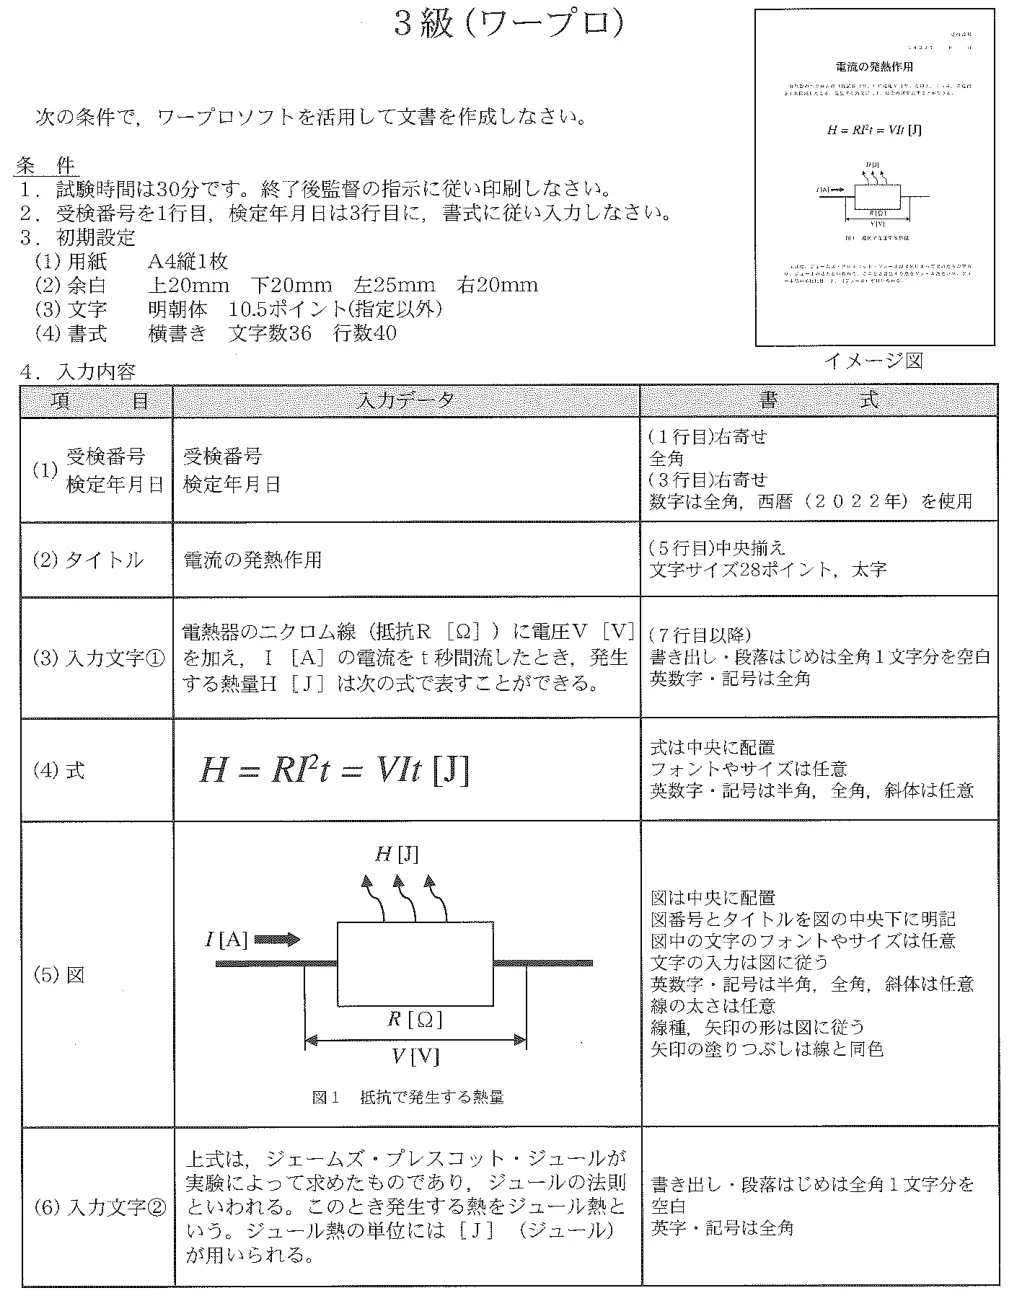 ３級（ワープロ）
電流の発熱作用
H = RI²t = VIt [J]
次の条件で，ワープロソフトを活用して文書を作成しなさい。
条　件
1．試験時間は30分です。終了後監督の指示に従い印刷しなさい。
2．受検番号を1行目，検定年月日は3行目に，書式に従い入力しなさい。
3．初期設定
(1) 用紙　A4縦1枚
(2) 余白　上20mm　下20mm　左25mm　右20mm
(3) 文字　明朝体　10.5ポイント(指定以外)
(4) 書式　横書き　文字数36　行数40
イメージ図
4．入力内容
項　目　入力データ　書　式
(1) 受検番号
検定年月日
受検番号
検定年月日
(１行目)右寄せ
全角
(３行目)右寄せ
数字は全角，西暦（２０２２年）を使用
(2) タイトル
電流の発熱作用
(５行目)中央揃え
文字サイズ28ポイント，太字
(3) 入力文字①
電熱器のニクロム線（抵抗Ｒ［Ω］）に電圧Ｖ［Ｖ］
を加え，Ｉ［Ａ］の電流をｔ秒間流したとき，発生
する熱量Ｈ［Ｊ］は次の式で表すことができる。
(７行目以降)
書き出し・段落はじめは全角１文字分を空白
英数字・記号は全角
(4) 式
H = RI²t = VIt [J]
式は中央に配置
フォントやサイズは任意
英数字・記号は半角，全角，斜体は任意
(5) 図
H [J]
I [A]
R [Ω]
V [V]
図１　抵抗で発生する熱量
図は中央に配置
図番号とタイトルを図の中央下に明記
図中の文字のフォントやサイズは任意
文字の入力は図に従う
英数字・記号は半角，全角，斜体は任意
線の太さは任意
線種，矢印の形は図に従う
矢印の塗りつぶしは線と同色
(6) 入力文字②
上式は，ジェームズ・プレスコット・ジュールが
実験によって求めたものであり，ジュールの法則
といわれる。このとき発生する熱をジュール熱と
いう。ジュール熱の単位には［Ｊ］（ジュール）
が用いられる。
書き出し・段落はじめは全角１文字分を
空白
英字・記号は全角